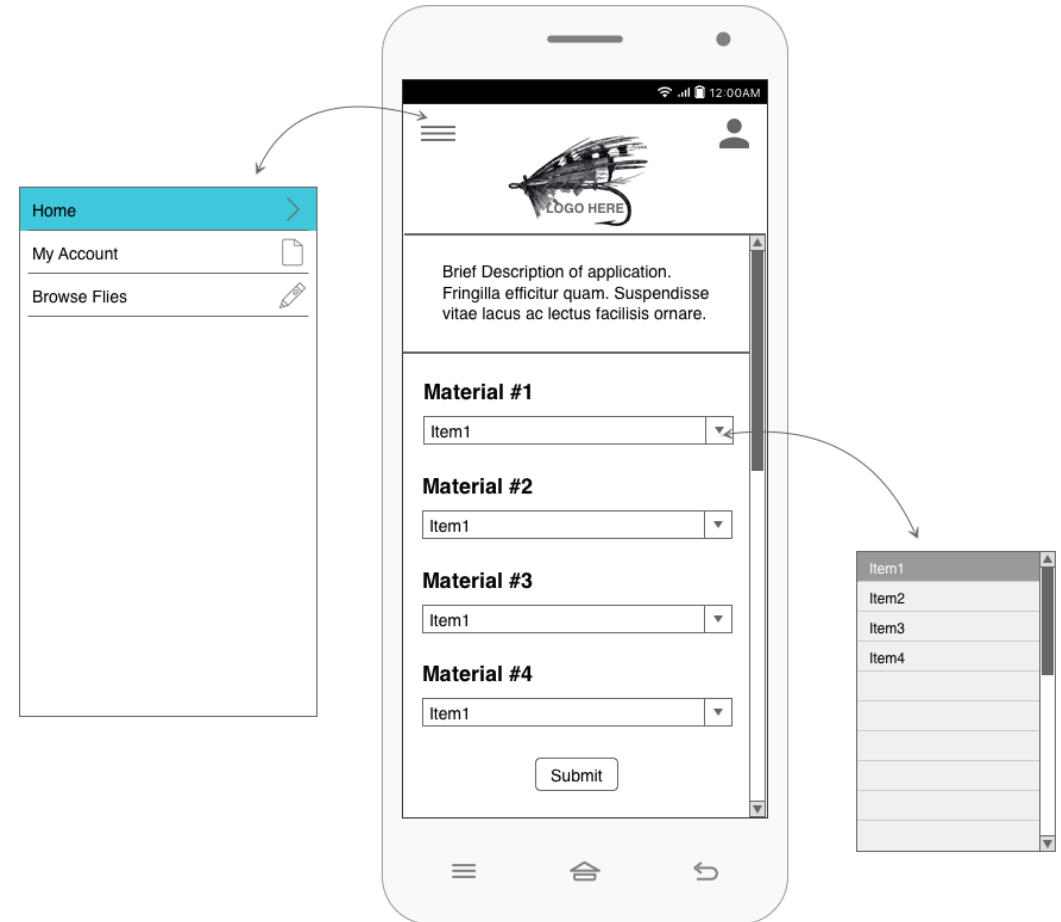 12:00AM
LOGO HERE
Home
My Account
Browse Flies
Brief Description of application.
Fringilla efficitur quam. Suspendisse
vitae lacus ac lectus facilisis ornare.
Material #1
Item1
Material #2
Item1
Material #3
Item1
Material #4
Item1
Submit
Item1
Item2
Item3
Item4